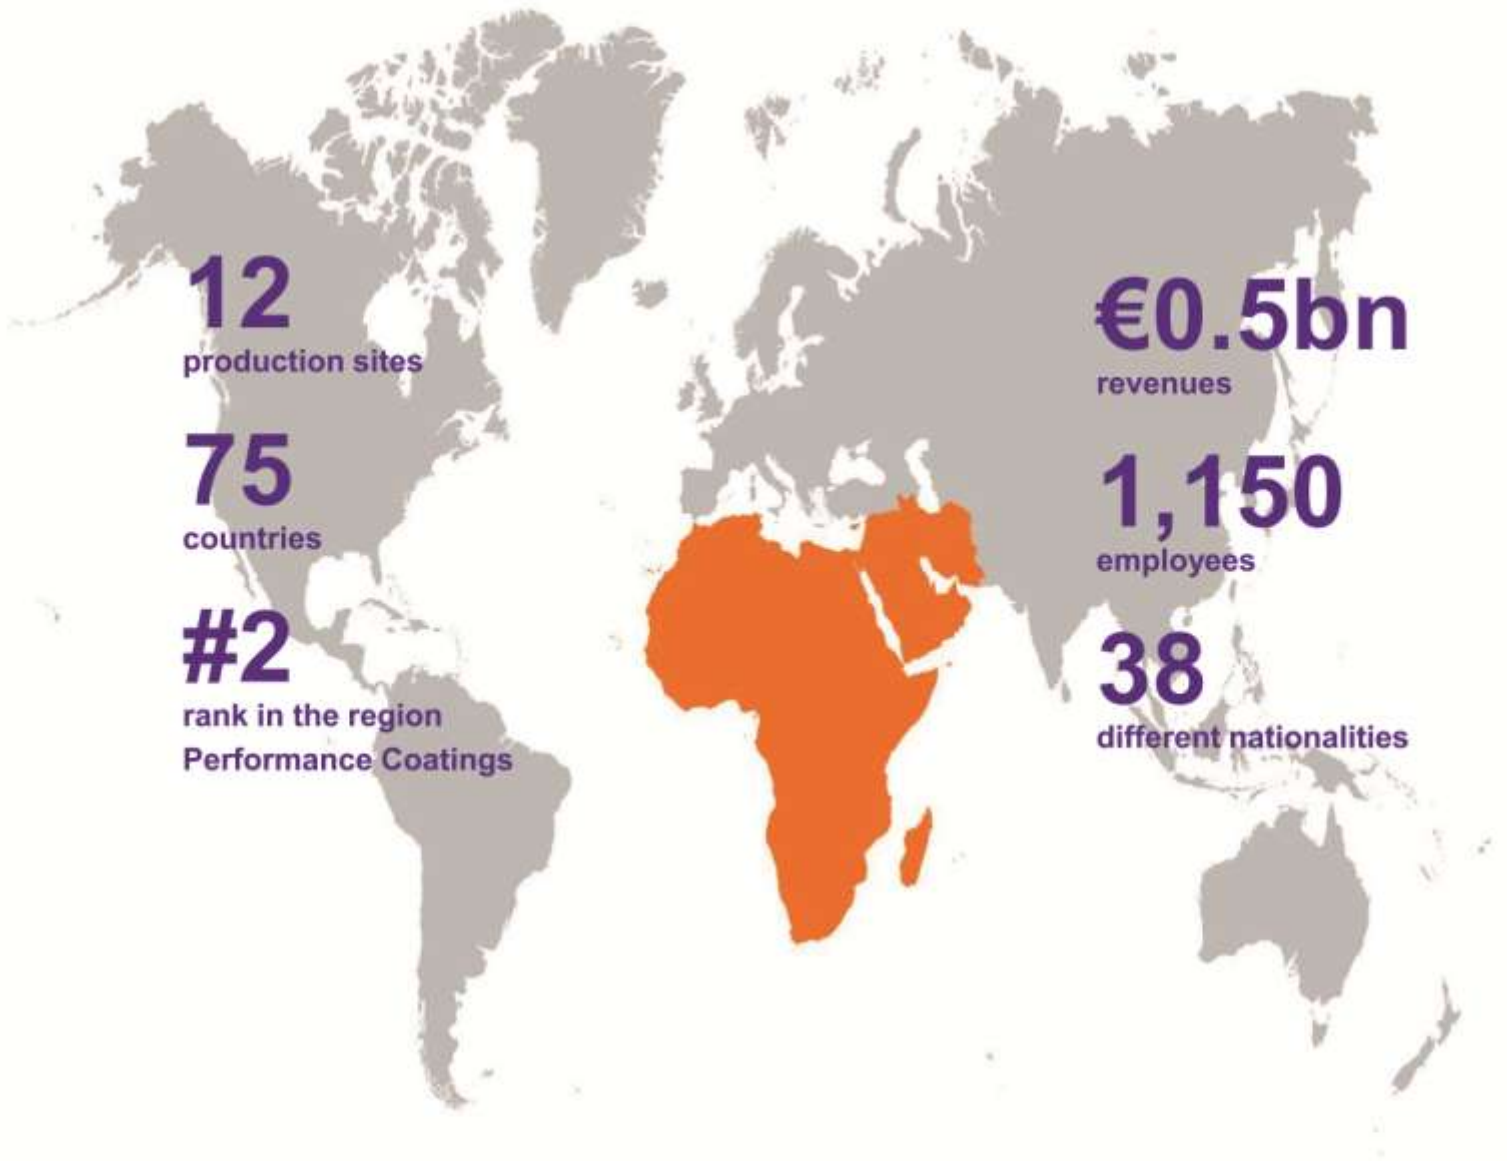 12
production sites
75
countries
#2
rank in the region
Performance Coatings
€0.5bn
revenues
1,150
employees
38
different nationalities